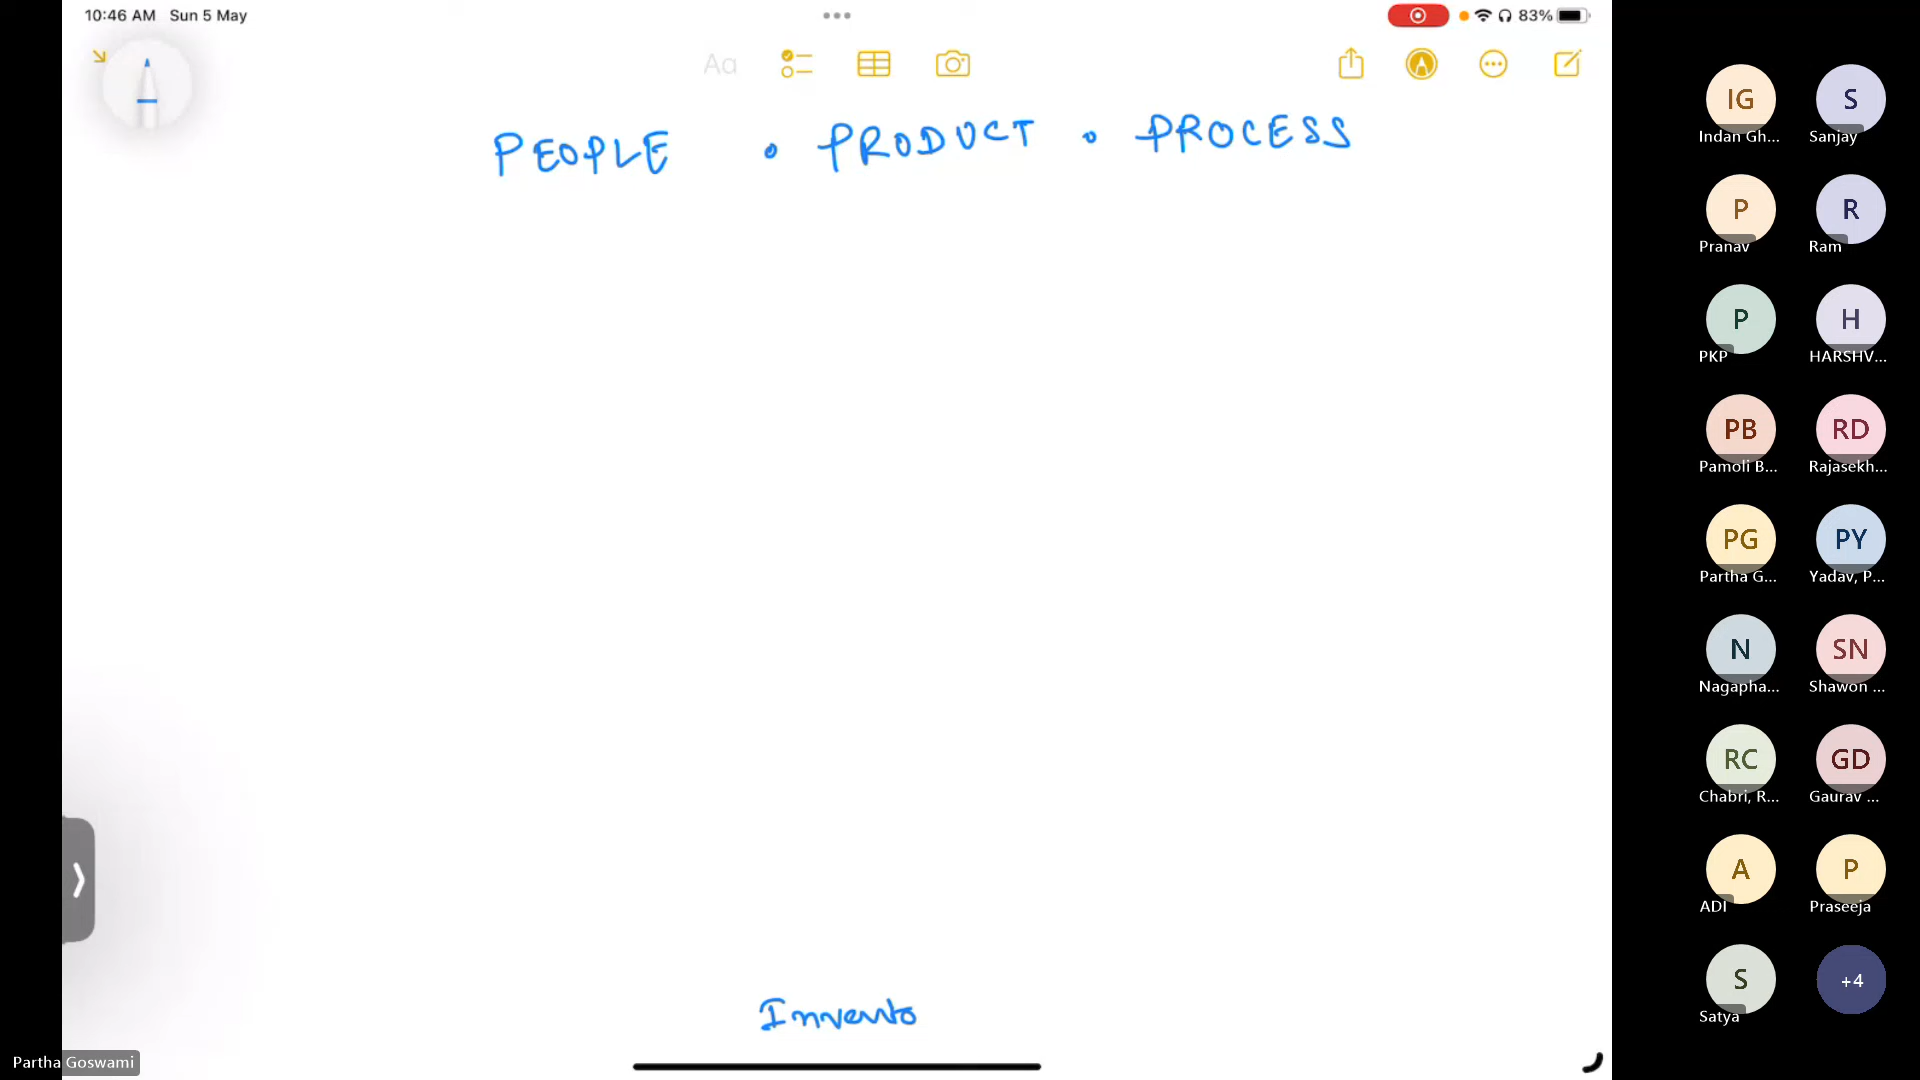 10:46 AM Sun 5 May
83%
Aa
PEOPLE • PRODUCT • PROCESS
IG
Indan Gh...
S
Sanjay
P
Pranav
R
Ram
P
PKP
H
HARSHV...
PB
Pamoli B...
RD
Rajasekh...
PG
Partha G...
PY
Yadav, P...
N
Nagapha...
SN
Shawon ...
RC
Chabri, R...
GD
Gaurav ...
A
ADI
P
Praseeja
S
Satya
+4
Invento
Partha Goswami